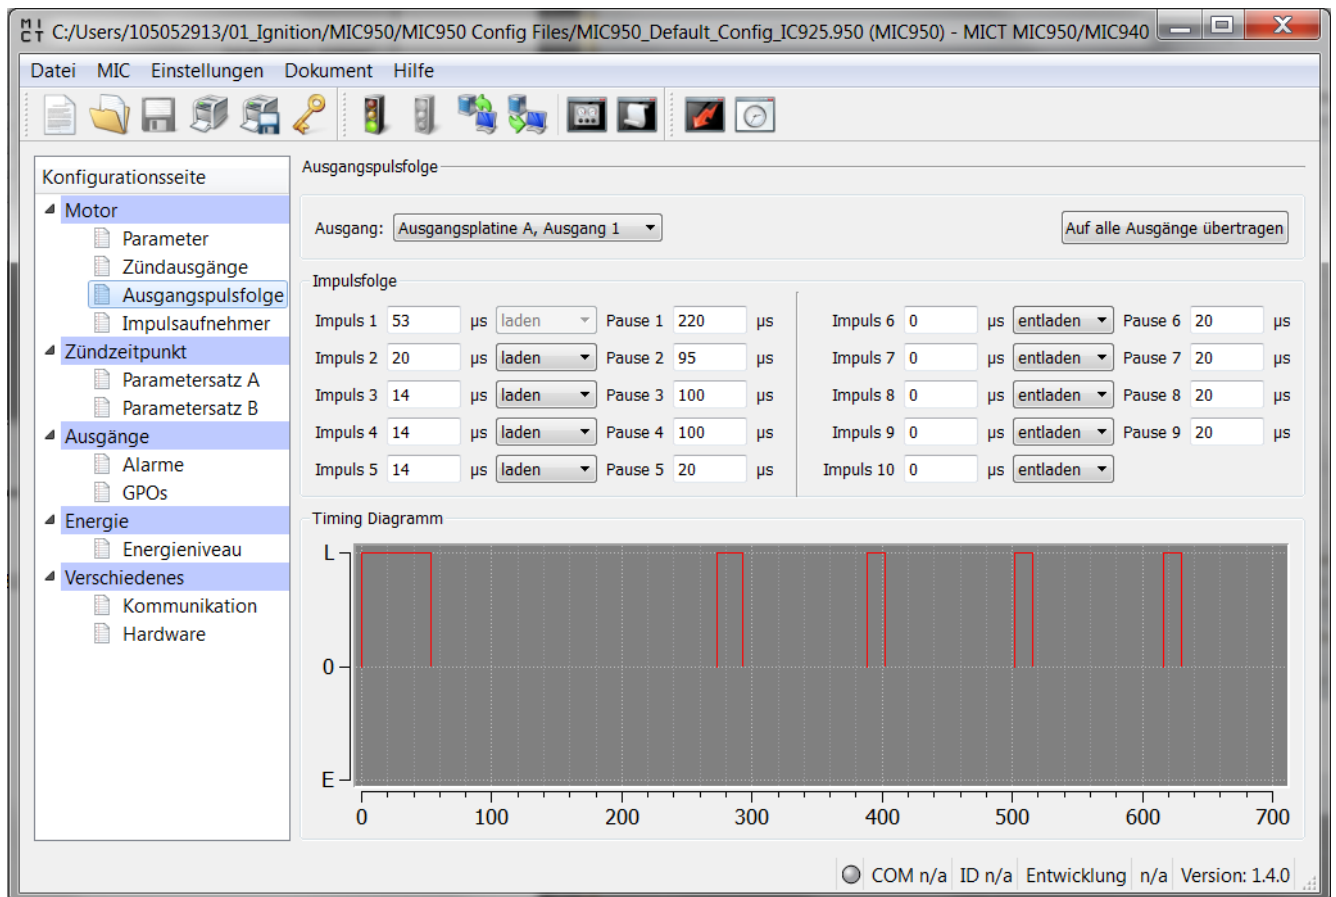 MICT C:/Users/105052913/01_Ignition/MIC950/MIC950 Config Files/MIC950_Default_Config_IC925.950 (MIC950) - MICT MIC950/MIC940
Datei MIC Einstellungen Dokument Hilfe
Konfigurationsseite
Motor
Parameter
Zündausgänge
Ausgangspulsfolge
Impulsaufnehmer
Zündzeitpunkt
Parametersatz A
Parametersatz B
Ausgänge
Alarme
GPOs
Energie
Energieniveau
Verschiedenes
Kommunikation
Hardware
Ausgangspulsfolge
Ausgang: Ausgangsplatine A, Ausgang 1 Auf alle Ausgänge übertragen
Impulsfolge
Impuls 1 53 µs laden Pause 1 220 µs Impuls 6 0 µs entladen Pause 6 20 µs
Impuls 2 20 µs laden Pause 2 95 µs Impuls 7 0 µs entladen Pause 7 20 µs
Impuls 3 14 µs laden Pause 3 100 µs Impuls 8 0 µs entladen Pause 8 20 µs
Impuls 4 14 µs laden Pause 4 100 µs Impuls 9 0 µs entladen Pause 9 20 µs
Impuls 5 14 µs laden Pause 5 20 µs Impuls 10 0 µs entladen
Timing Diagramm
L
0
E
0 100 200 300 400 500 600 700
COM n/a ID n/a Entwicklung n/a Version: 1.4.0